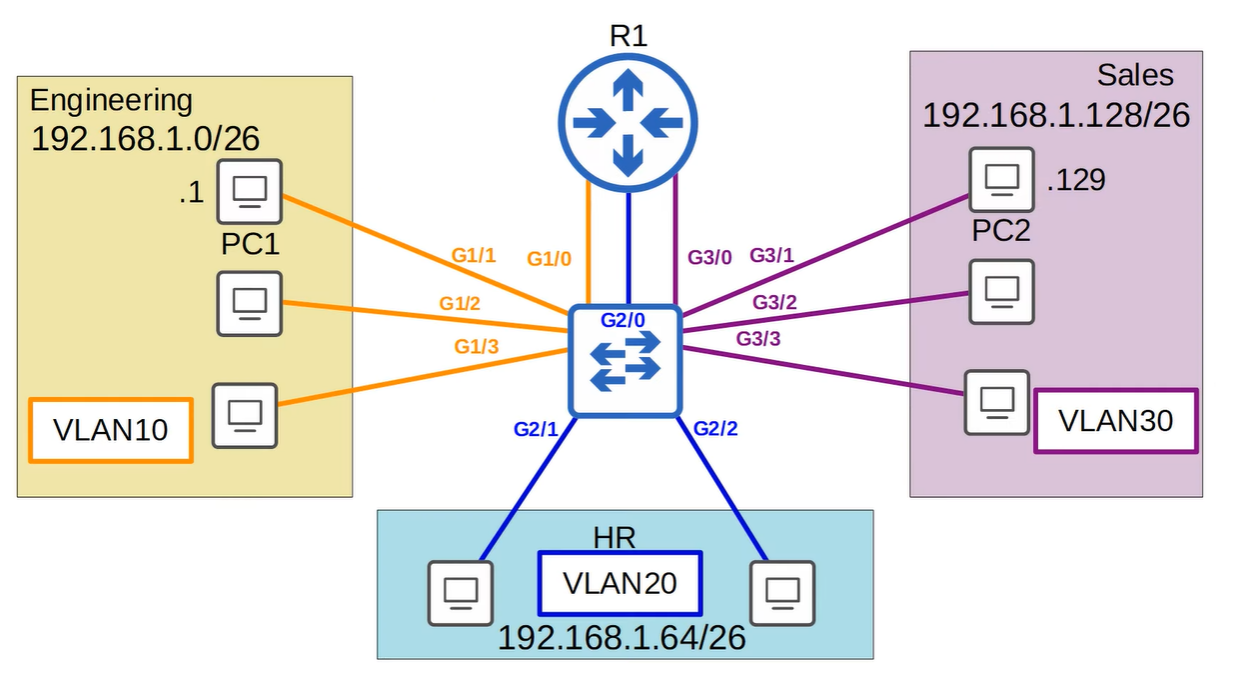 R1
Engineering
192.168.1.0/26
.1
PC1
VLAN10
Sales
192.168.1.128/26
.129
PC2
VLAN30
G1/1
G1/0
G3/0
G3/1
G1/2
G3/2
G2/0
G1/3
G3/3
G2/1
G2/2
HR
VLAN20
192.168.1.64/26